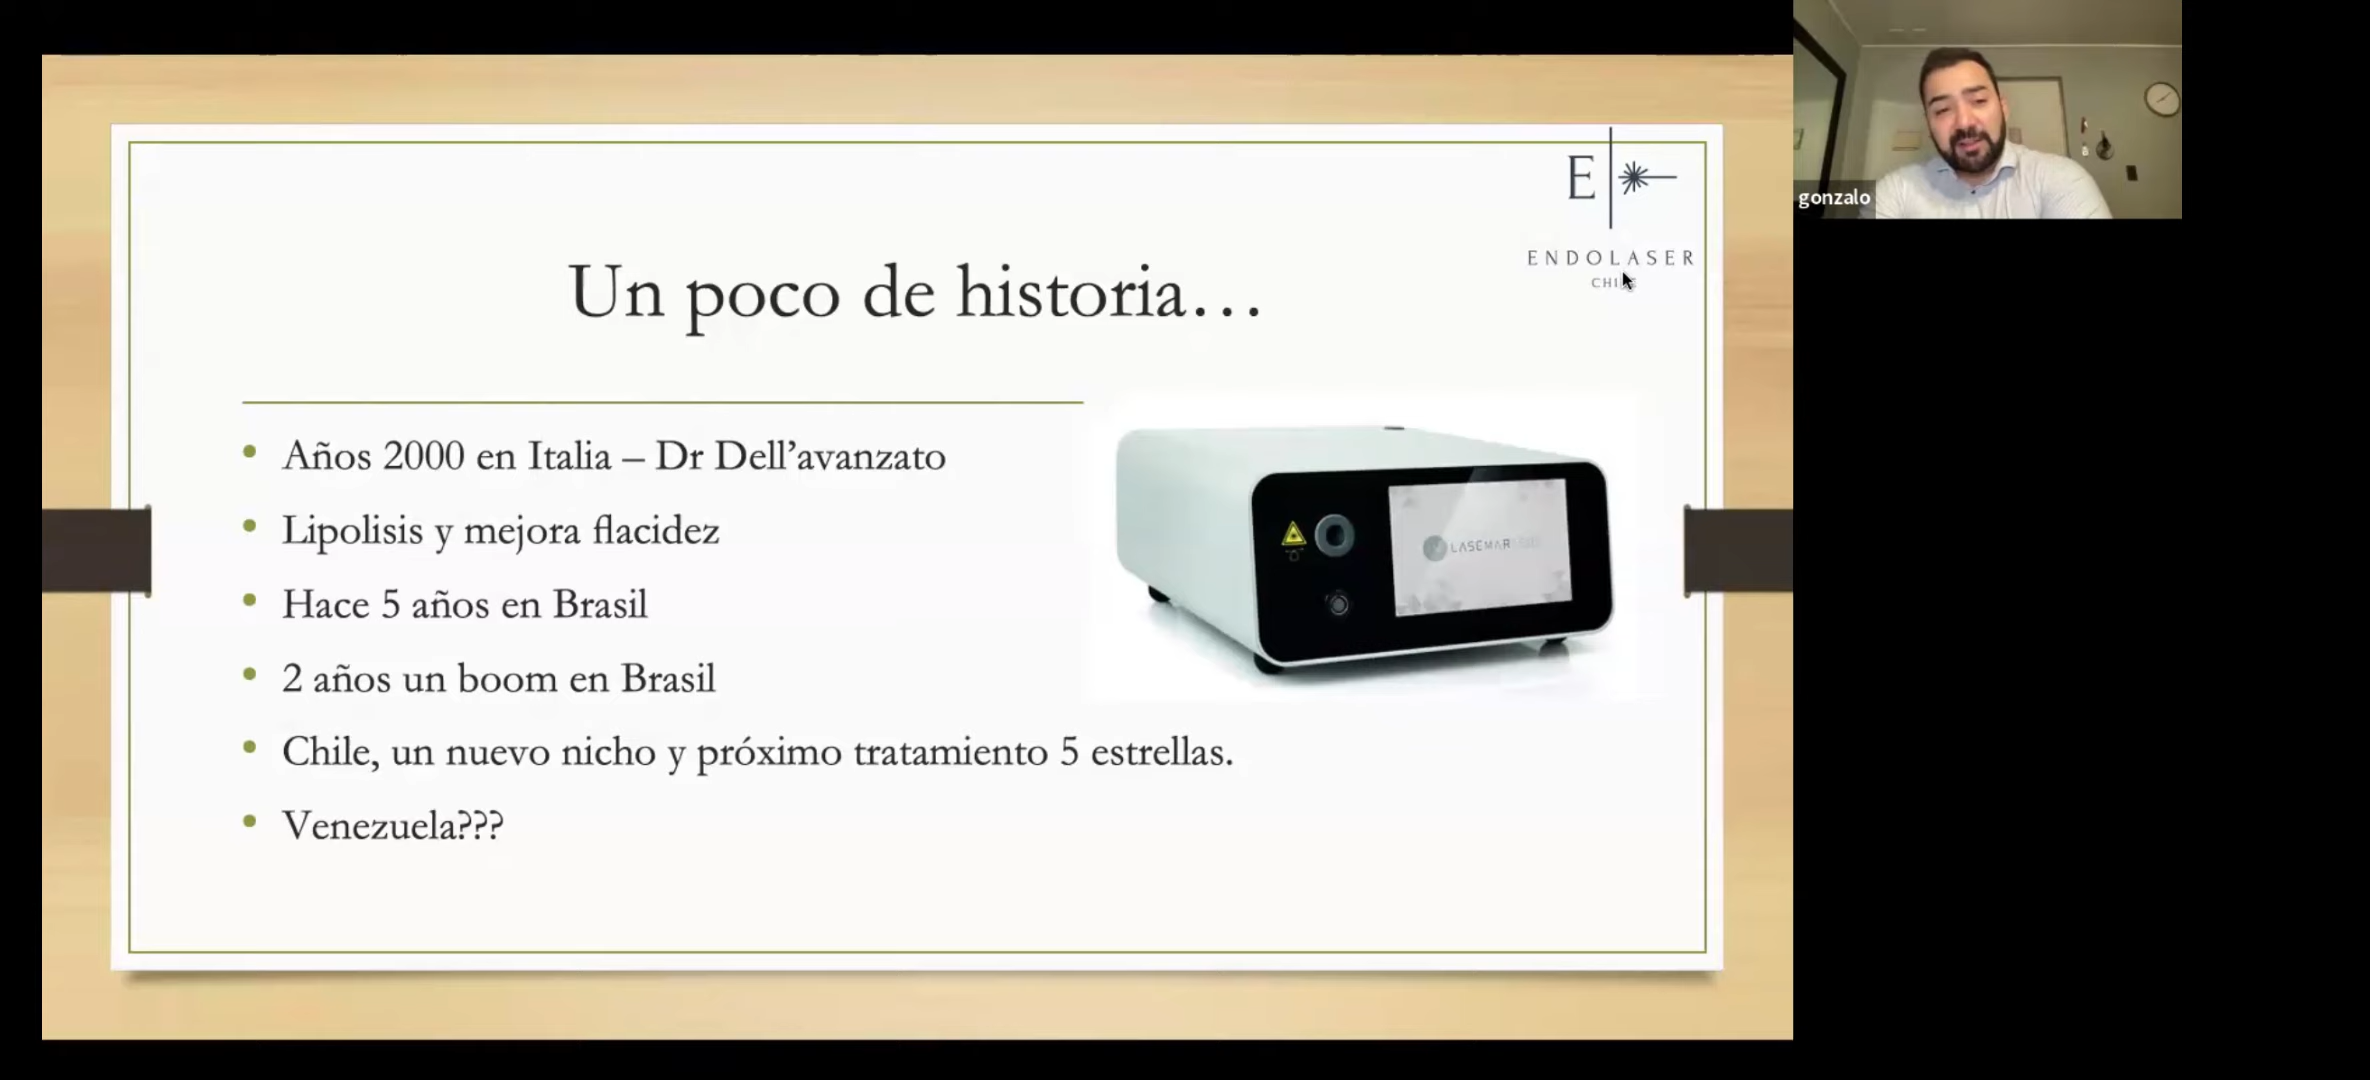 E
ENDOLASER
Un poco de historia...
Años 2000 en Italia – Dr Dell’avanzato
Lipolisis y mejora flacidez
Hace 5 años en Brasil
2 años un boom en Brasil
Chile, un nuevo nicho y próximo tratamiento 5 estrellas.
Venezuela???
LASEMAR
gonzalo